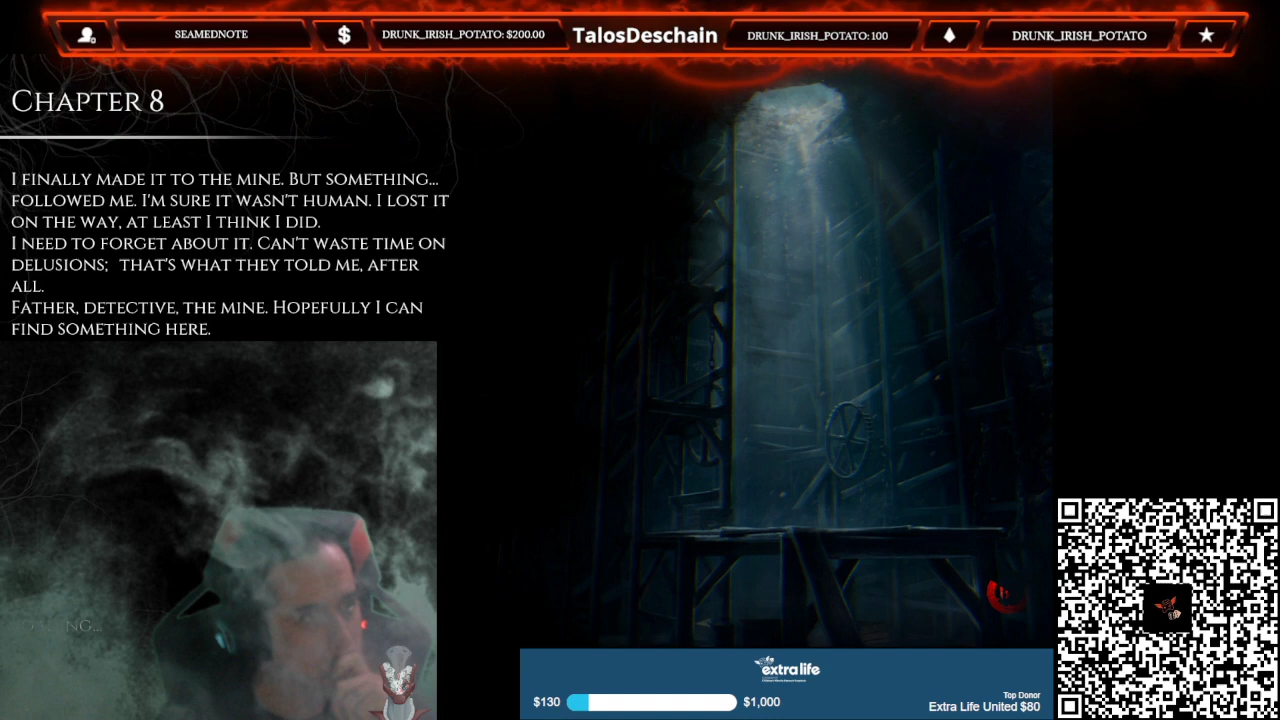 SEAMEDNOTE
$
DRUNK_IRISH_POTATO: $200.00
TalosDeschain
DRUNK_IRISH_POTATO: 100
DRUNK_IRISH_POTATO
Chapter 8
I finally made it to the mine. But something...
followed me. I'm sure it wasn't human. I lost it
on the way, at least I think I did.
I need to forget about it. Can't waste time on
delusions; that's what they told me, after
all.
Father, detective, the mine. Hopefully I can
find something here.
NG...
extra life
$130
$1,000
Top Donor
Extra Life United $80